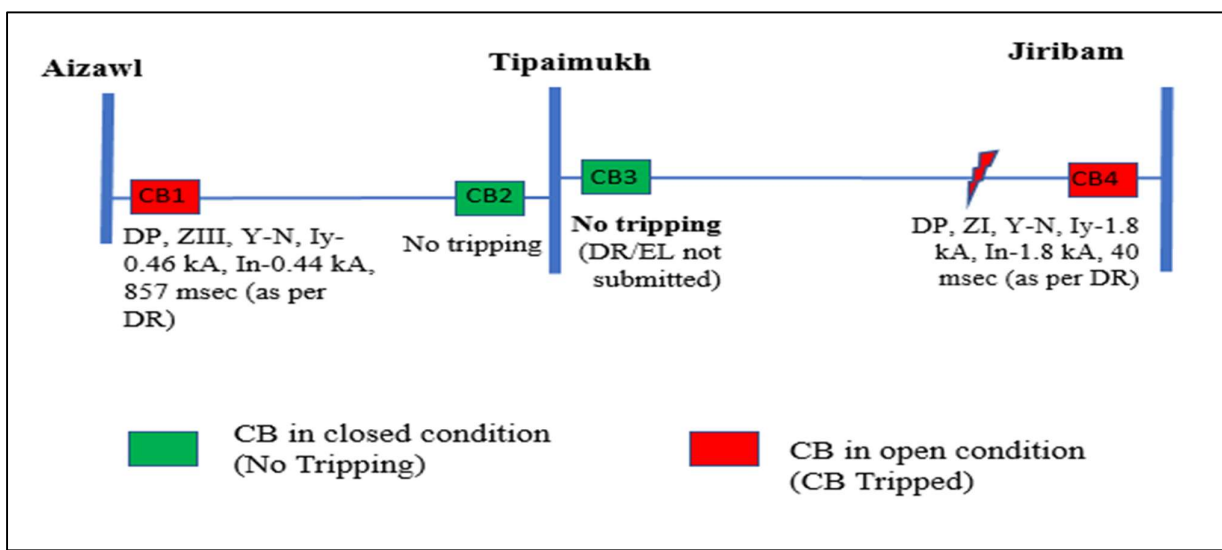 Aizawl
Tipaimukh
Jiribam
CB1
CB2
CB3
CB4
DP, ZIII, Y-N, Iy-
0.46 kA, In-0.44 kA,
857 msec (as per
DR)
No tripping
No tripping
(DR/EL not
submitted)
DP, ZI, Y-N, Iy-1.8
kA, In-1.8 kA, 40
msec (as per DR)
CB in closed condition
(No Tripping)
CB in open condition
(CB Tripped)